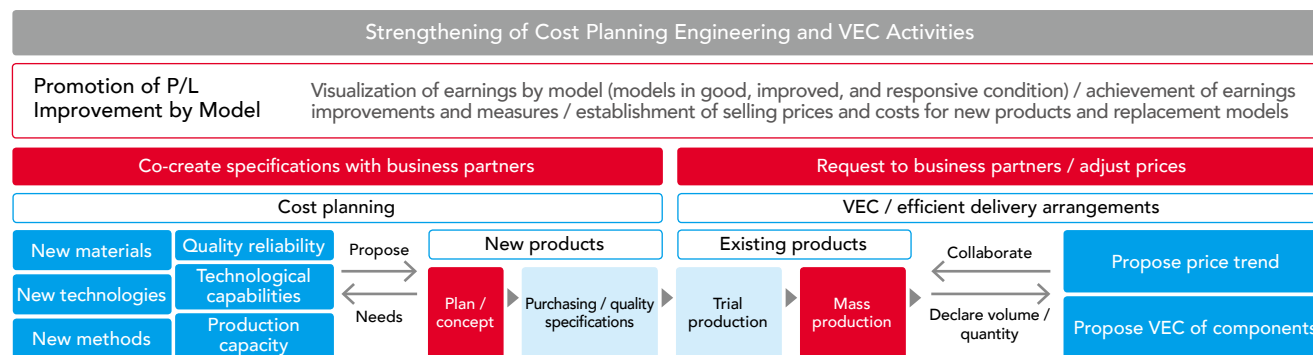 Strengthening of Cost Planning Engineering and VEC Activities
Promotion of P/L
Improvement by Model
Visualization of earnings by model (models in good, improved, and responsive condition) / achievement of earnings
improvements and measures / establishment of selling prices and costs for new products and replacement models
Co-create specifications with business partners
Request to business partners / adjust prices
Cost planning
VEC / efficient delivery arrangements
New materials
New technologies
New methods
Quality reliability
Technological
capabilities
Production
capacity
Propose
Needs
New products
Plan /
concept
Purchasing / quality
specifications
Existing products
Trial
production
Mass
production
Collaborate
Declare volume /
quantity
Propose price trend
Propose VEC of components